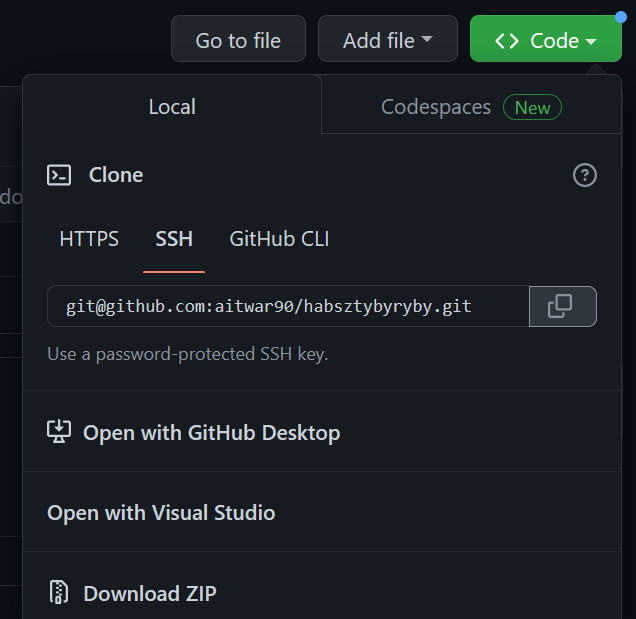 Go to file Add file Code
Local Codespaces New
do
Clone
HTTPS SSH GitHub CLI
git@github.com:aitwar90/habsztybyryby.git
Use a password-protected SSH key.
Open with GitHub Desktop
Open with Visual Studio
Download ZIP